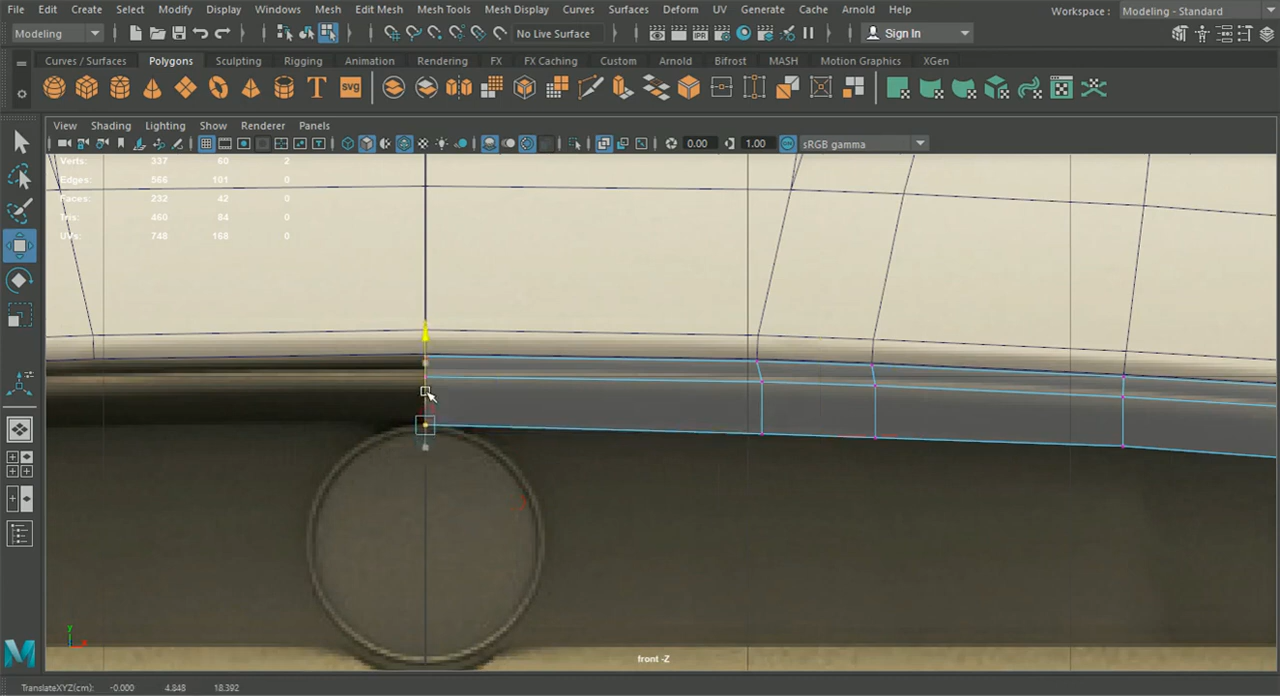 File Edit Create Select Modify Display Windows Mesh Edit Mesh Mesh Tools Mesh Display Curves Surfaces Deform UV Generate Cache Arnold Help Workspace : Modeling - Standard
Modeling No Live Surface Sign In
Curves / Surfaces Polygons Sculpting Rigging Animation Rendering FX FX Caching Custom Arnold Bifrost MASH Motion Graphics XGen
T svg
View Shading Lighting Show Renderer Panels
0.00 1.00 sRGB gamma
Verts: 337 60 2
Edges: 566 101 0
Faces: 232 42 0
Tris: 460 84 0
UVs: 748 168 0
y
front -Z
M
TranslateXYZ(cm): -0.000 4.848 18.392